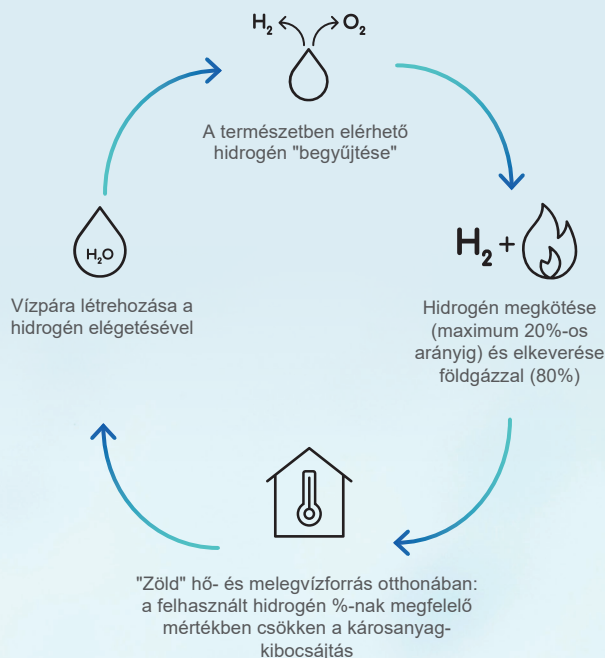 H₂ O₂
A természetben elérhető
hidrogén "begyűjtése"
H₂ +
Hidrogén megkötése
(maximum 20%-os
arányig) és elkeverése
földgázzal (80%)
"Zöld" hő- és melegvízforrás otthonában:
a felhasznált hidrogén %-nak megfelelő
mértékben csökken a károsanyag-
kibocsájtás
H₂O
Vízpára létrehozása a
hidrogén elégetésével